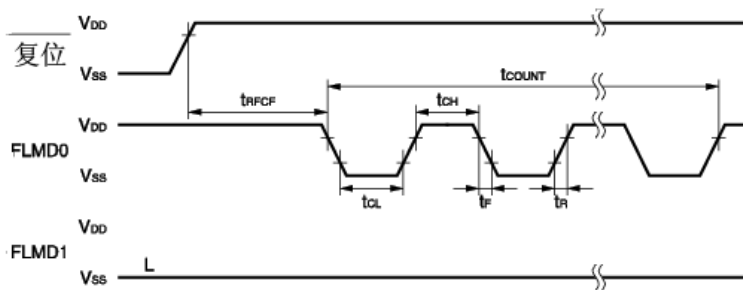 VDD
复位
VSS
tCOUNT
tRFCF
tCH
VDD
FLMD0
VSS
tCL
tF
tR
VDD
FLMD1
L
VSS